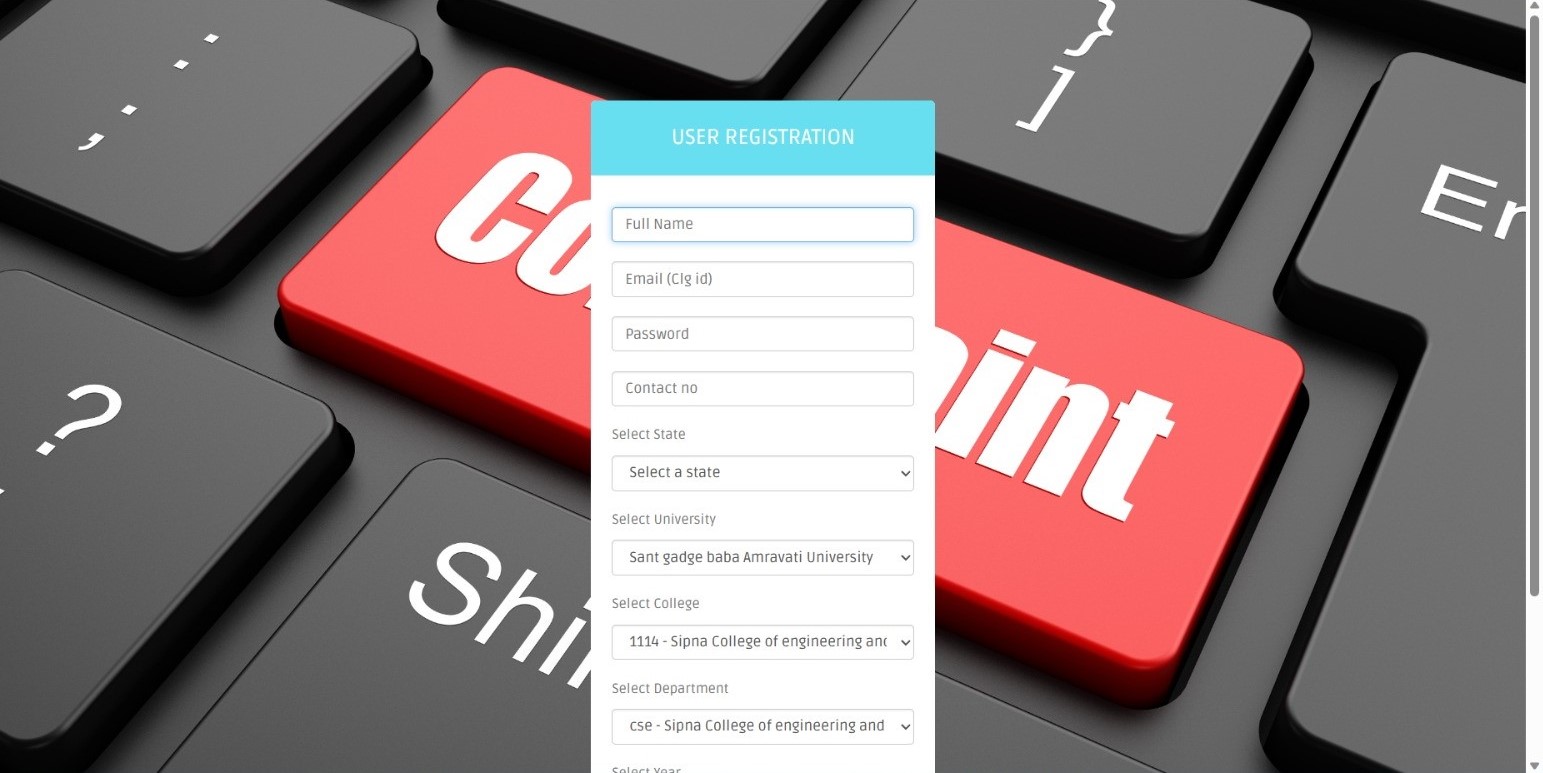 ; :
} ]
USER REGISTRATION
Full Name
Email (Clg id)
Password
Contact no
Select State
Select a state
Select University
Sant gadge baba Amravati University
Select College
1114 - Sipna College of engineering and
Select Department
cse - Sipna College of engineering and
Select Year
Co
oint
?
Shi
En